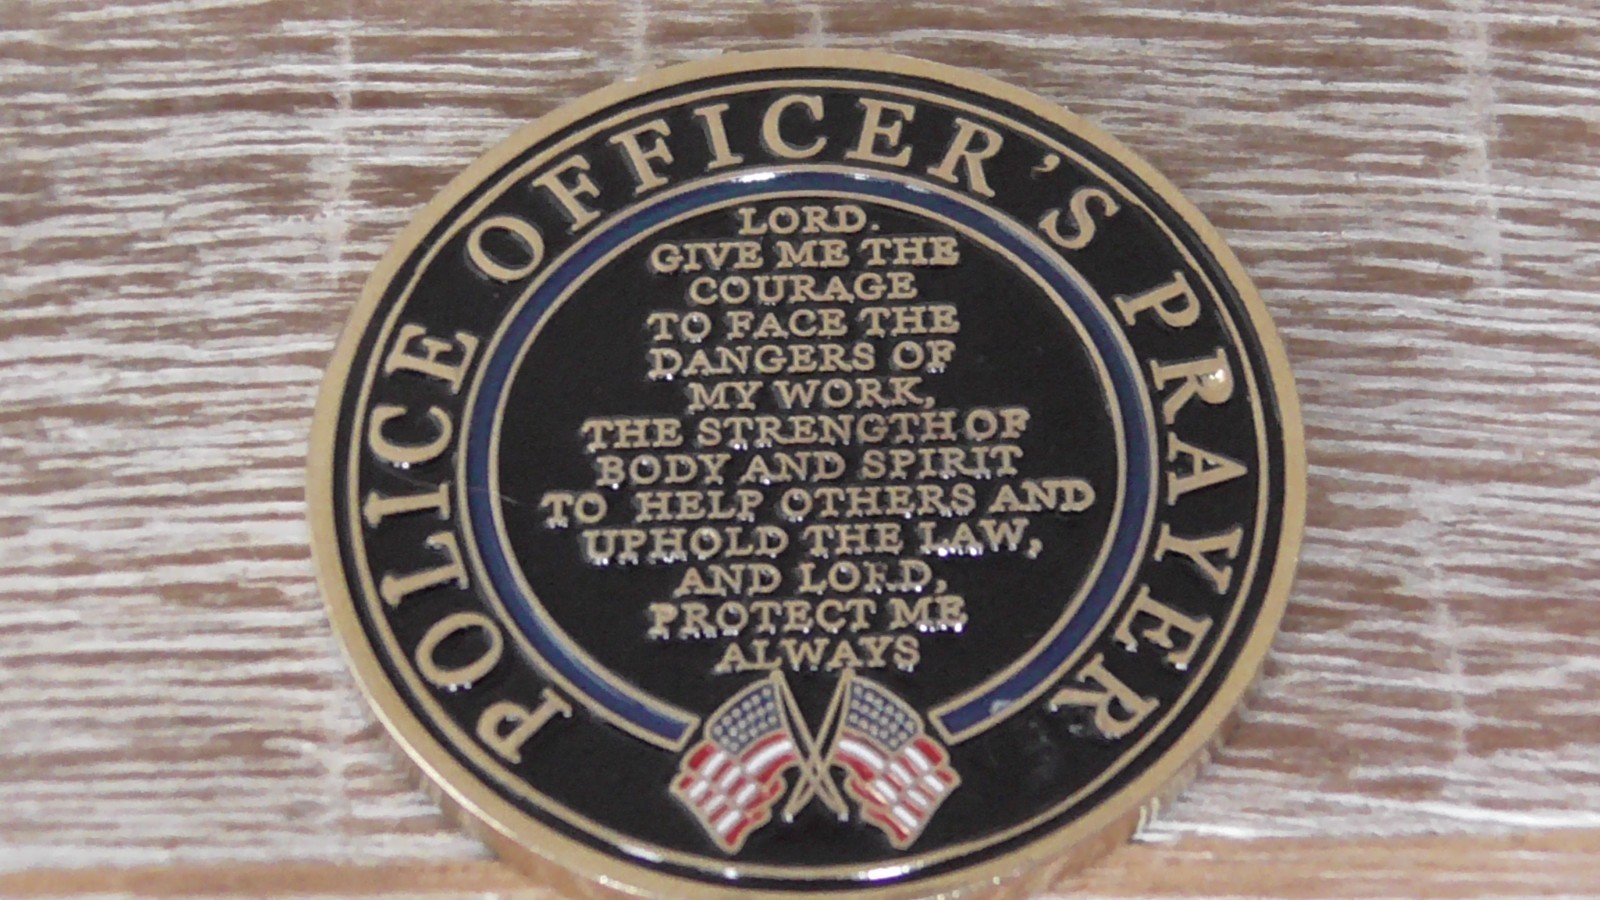 POLICE OFFICER'S PRAYER
LORD.
GIVE ME THE
COURAGE
TO FACE THE
DANGERS OF
MY WORK,
THE STRENGTH OF
BODY AND SPIRIT
TO HELP OTHERS AND
UPHOLD THE LAW,
AND LORD,
PROTECT ME
ALWAYS